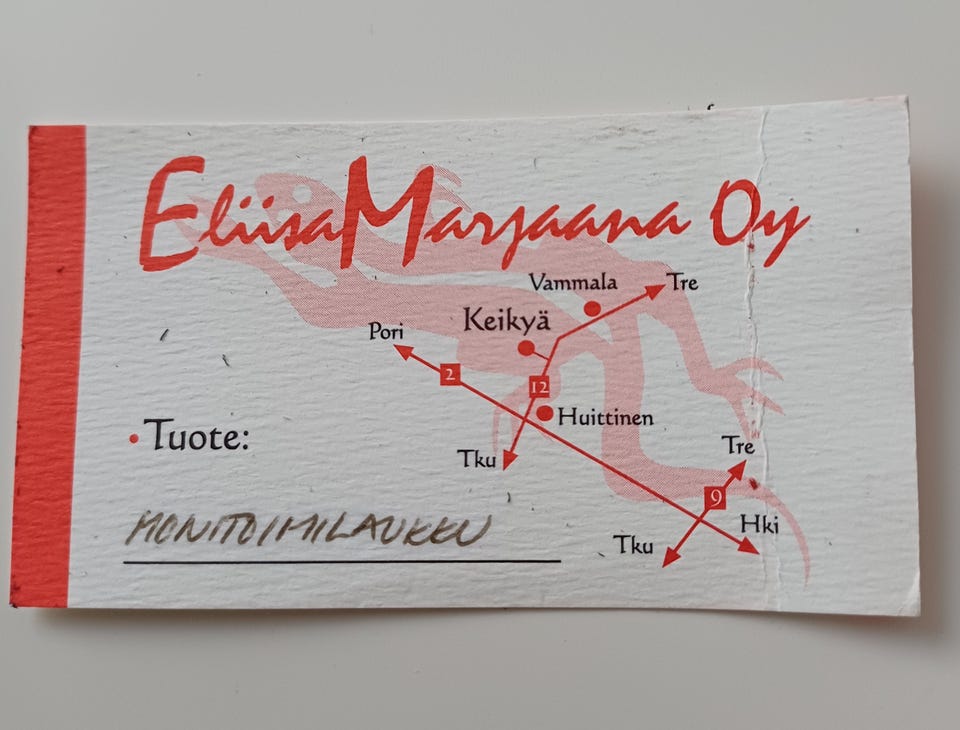 EliisaMarjaana Oy
Vammala
Tre
Keikyä
Pori
2
12
Huittinen
• Tuote:
Tku
Tre
9
Hki
Tku
MONITOIMILAUKKU